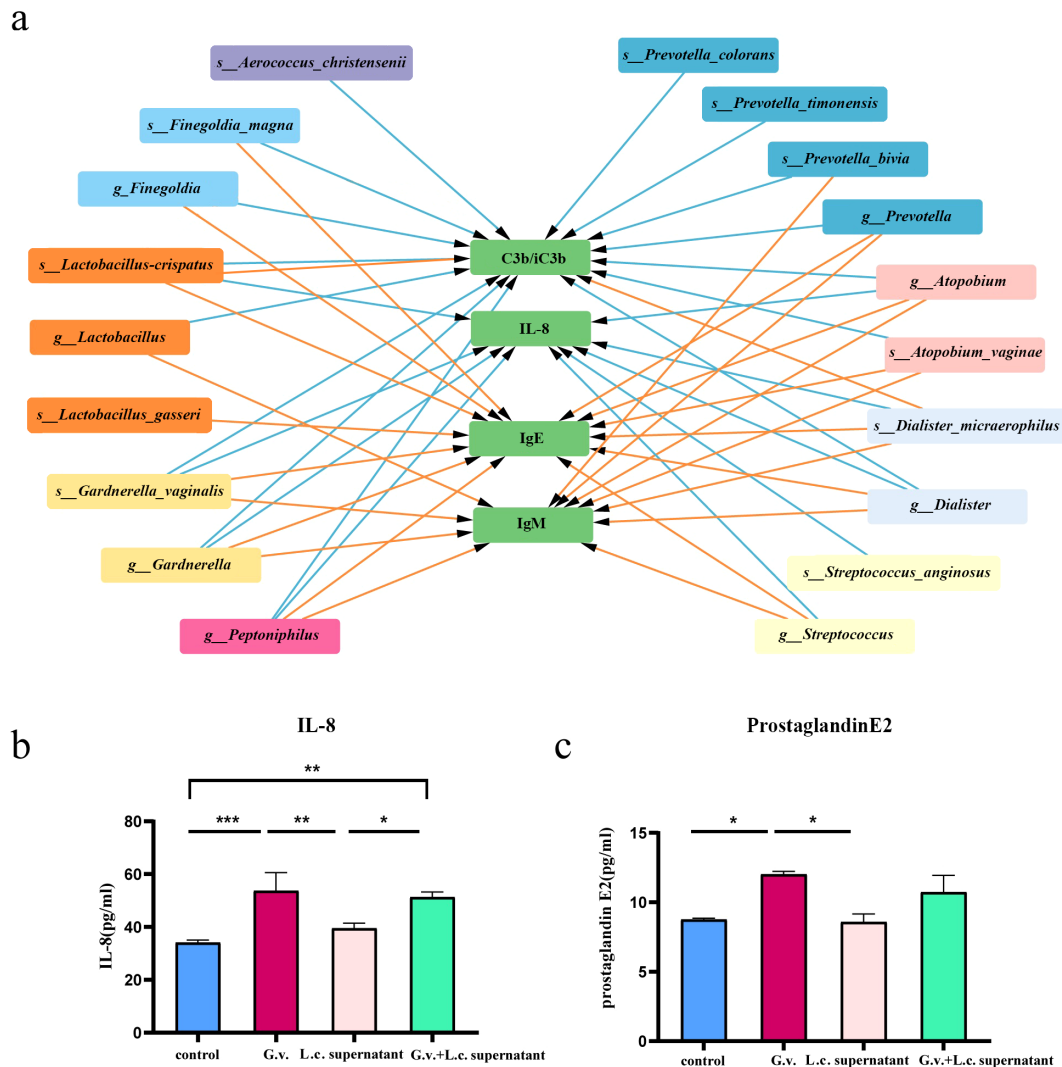 a
s__Aerococcus_christensenii
s__Prevotella_colorans
s__Finegoldia_magna
s__Prevotella_timonensis
s__Prevotella_bivia
g_Finegoldia
g__Prevotella
s__Lactobacillus-crispatus
C3b/iC3b
g__Atopobium
g__Lactobacillus
IL-8
s__Atopobium_vaginae
s__Lactobacillus_gasseri
IgE
s__Dialister_micraerophilus
s__Gardnerella_vaginalis
IgM
g__Dialister
g__Gardnerella
s__Streptococcus_anginosus
g__Peptoniphilus
g__Streptococcus
b
IL-8
**
*** ** *
80
60
40
20
0
IL-8(pg/ml)
control G.v. L.c. supernatant G.v.+L.c. supernatant
c
ProstaglandinE2
* *
15
10
5
0
prostaglandin E2(pg/ml)
control G.v. L.c. supernatant G.v.+L.c. supernatant